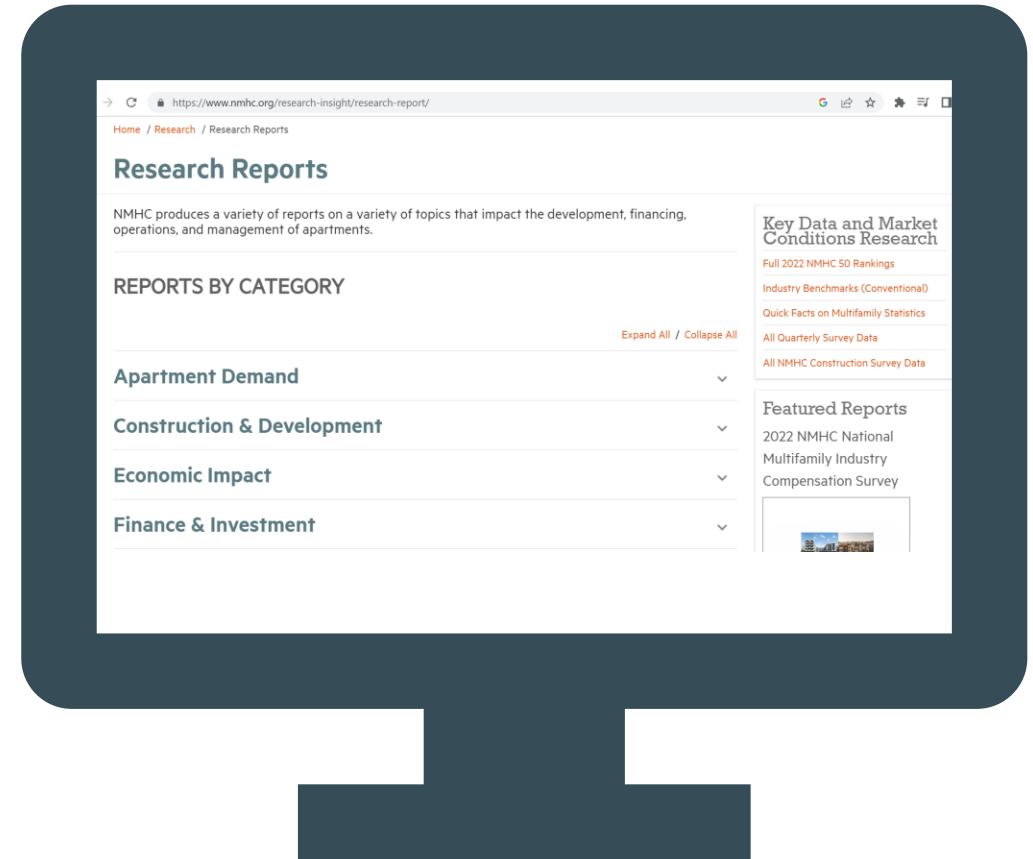 https://www.nmhc.org/research-insight/research-report/
Home / Research / Research Reports
Research Reports
NMHC produces a variety of reports on a variety of topics that impact the development, financing,
operations, and management of apartments.
REPORTS BY CATEGORY
Expand All / Collapse All
Apartment Demand
Construction & Development
Economic Impact
Finance & Investment
Key Data and Market
Conditions Research
Full 2022 NMHC 50 Rankings
Industry Benchmarks (Conventional)
Quick Facts on Multifamily Statistics
All Quarterly Survey Data
All NMHC Construction Survey Data
Featured Reports
2022 NMHC National
Multifamily Industry
Compensation Survey